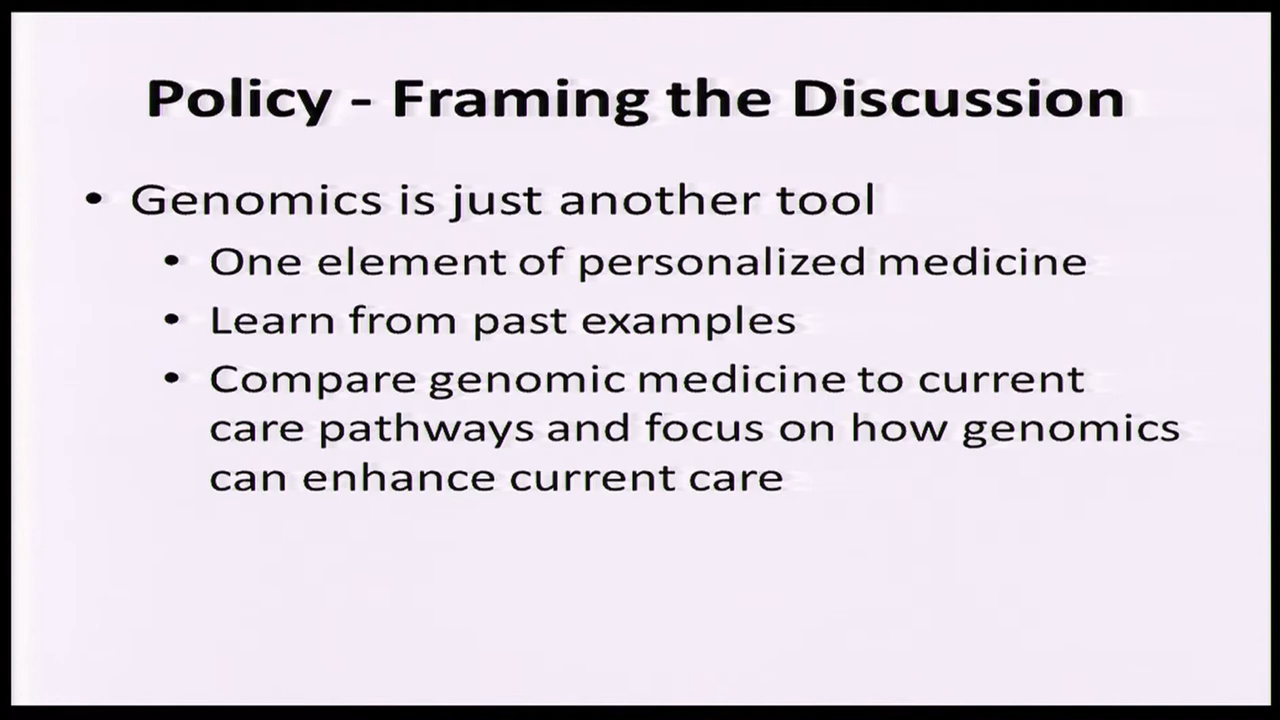 Policy - Framing the Discussion
• Genomics is just another tool
• One element of personalized medicine
• Learn from past examples
• Compare genomic medicine to current
care pathways and focus on how genomics
can enhance current care